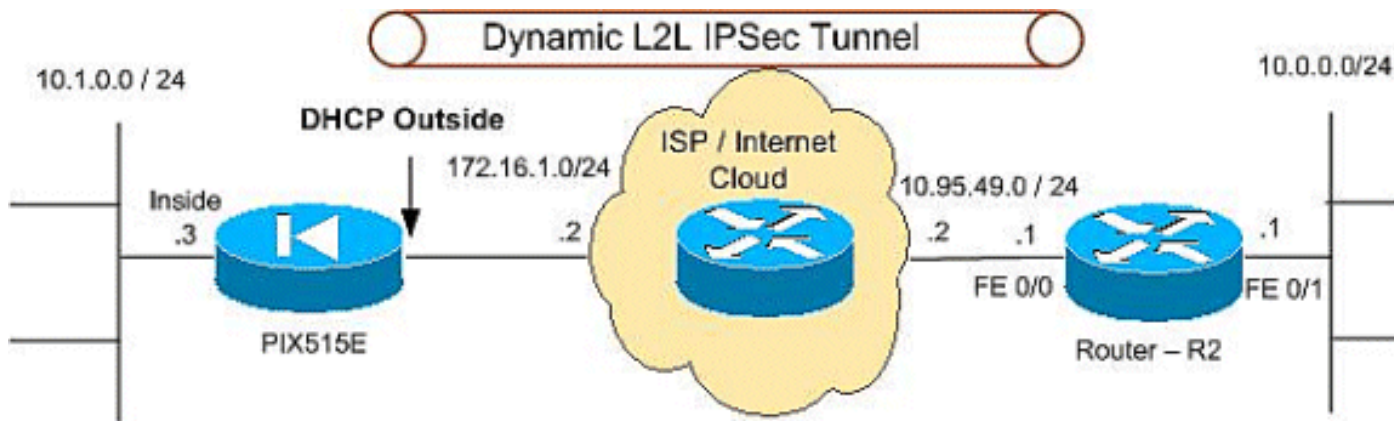 Dynamic L2L IPSec Tunnel
10.1.0.0 / 24
10.0.0.0/24
DHCP Outside
ISP / Internet
Cloud
172.16.1.0/24
10.95.49.0 / 24
Inside
.3
.2
.2
.1
.1
FE 0/0
FE 0/1
PIX515E
Router – R2